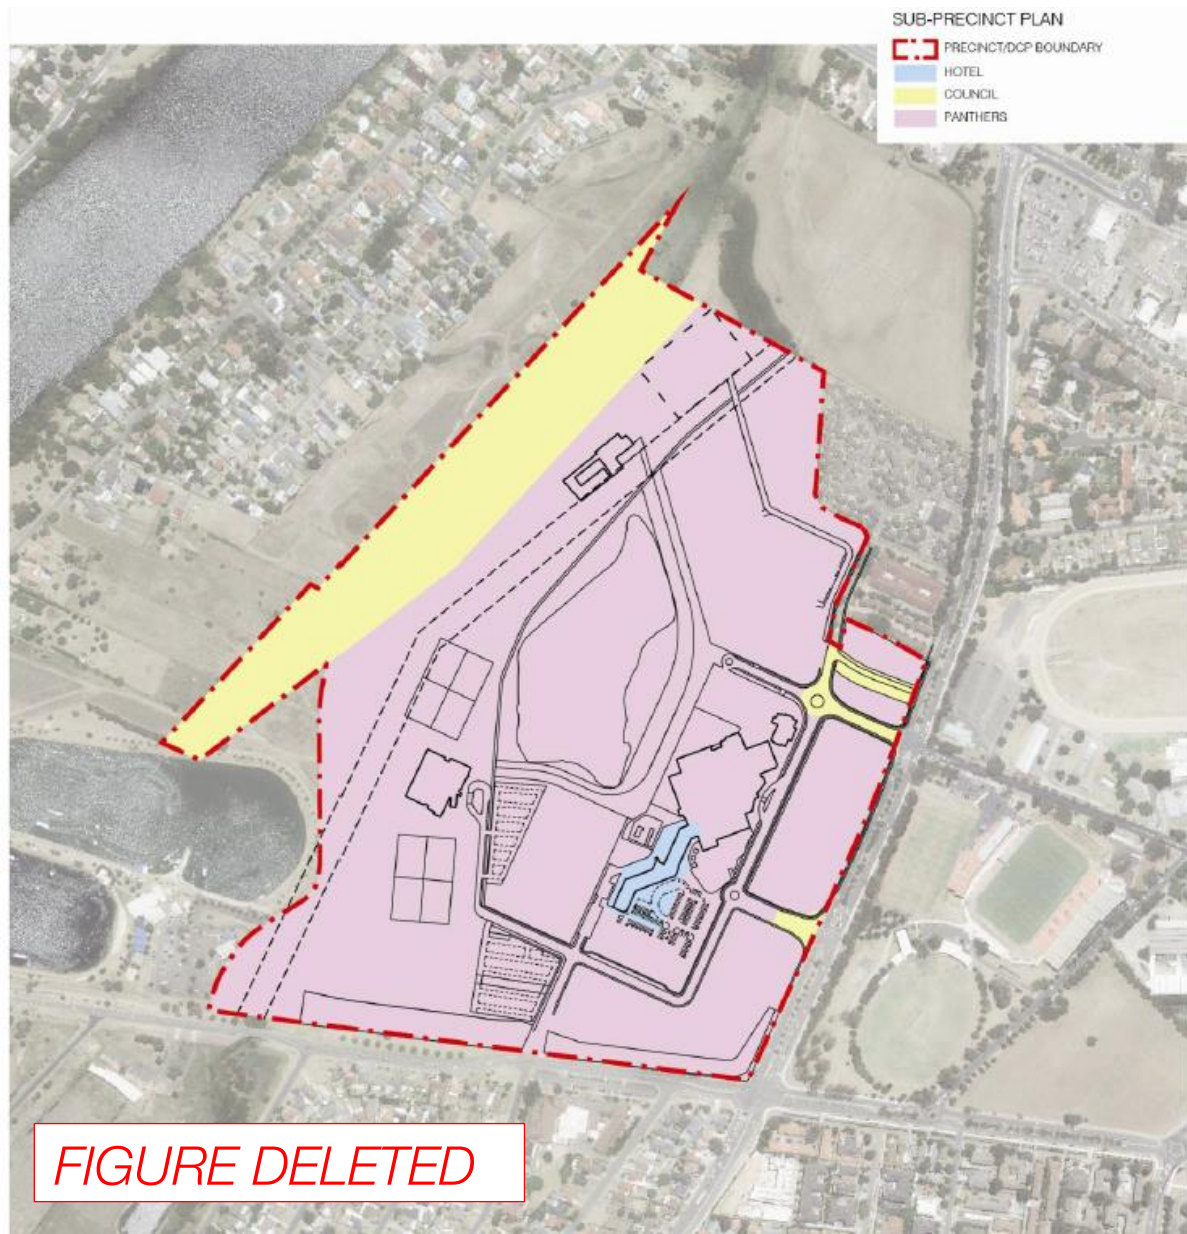 SUB-PRECINCT PLAN
PRECINCT/DCP BOUNDARY
HOTEL
COUNCIL
PANTHERS
FIGURE DELETED